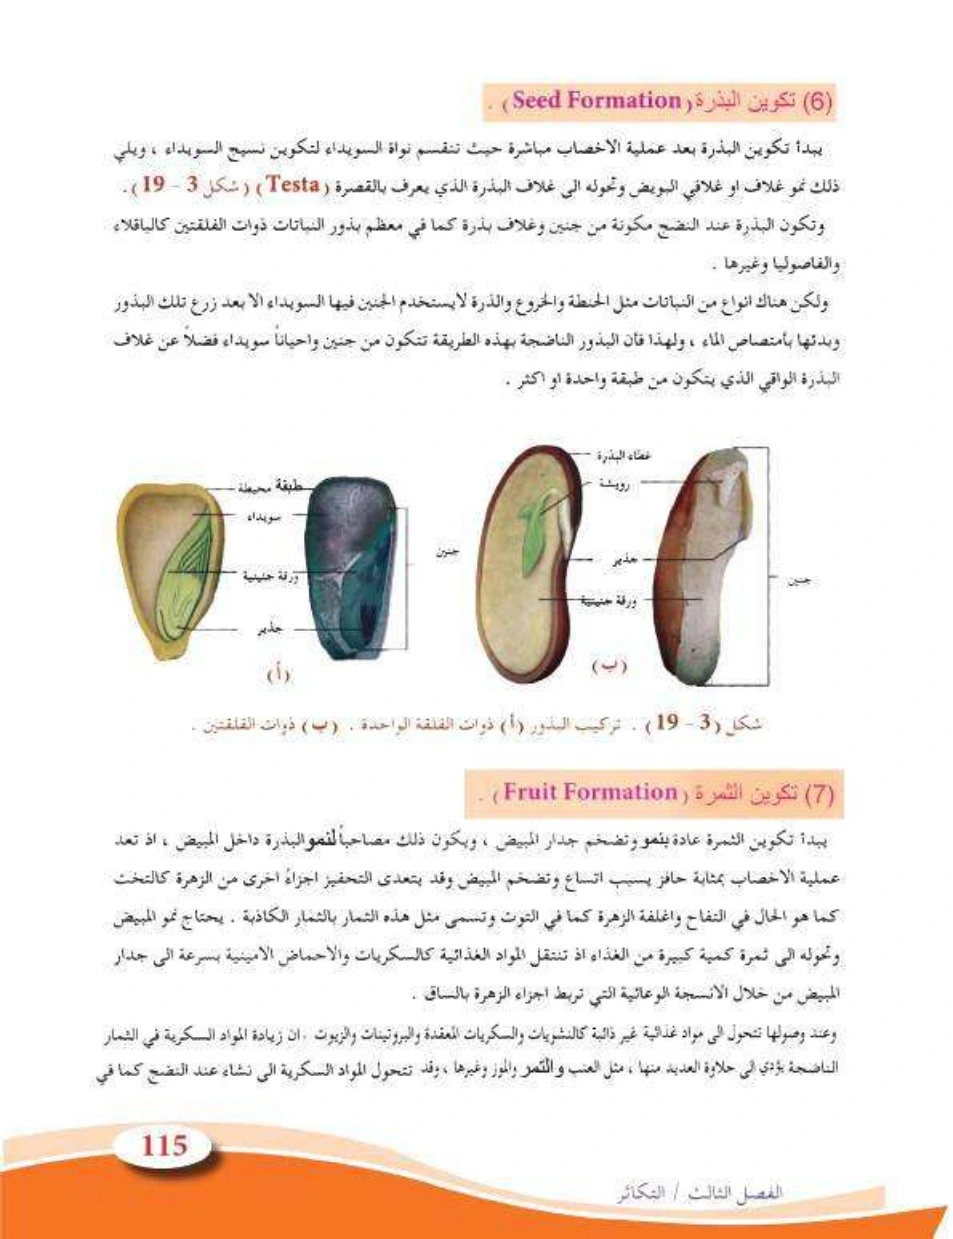 (6) تكوين البذرة (Seed Formation) .
يبدأ تكوين البذرة بعد عملية الاخصاب مباشرة حيث تنقسم نواة السويداء لتكوين نسيج السويداء ، ويلي
ذلك نمو غلاف او غلافي البويض وتحوله الى غلاف البذرة الذي يعرف بالقصرة (Testa) (شكل 3 - 19).
وتكون البذرة عند النضج مكونة من جنين وغلاف بذرة كما في معظم بذور النباتات ذوات الفلقتين كالباقلاء
والفاصوليا وغيرها .
ولكن هناك انواع من النباتات مثل الحنطة والخروع والذرة لايستخدم الجنين فيها السويداء الا بعد زرع تلك البذور
وبدئها بأمتصاص الماء ، ولهذا فأن البذور الناضجة بهذه الطريقة تتكون من جنين واحياناً سويداء فضلاً عن غلاف
البذرة الواقي الذي يتكون من طبقة واحدة او اكثر .
غطاء البذرة
رويشة
جذير
ورقة جنينية
جنين
(ب)
طبقة محيطة
سويداء
ورقة جنينية
جذير
جنين
(أ)
شكل (3 - 19) . تركيب البذور (أ) ذوات الفلقة الواحدة . (ب) ذوات الفلقتين .
(7) تكوين الثمرة (Fruit Formation) .
يبدأ تكوين الثمرة عادة بنمو وتضخم جدار المبيض ، ويكون ذلك مصاحباً لنمو البذرة داخل المبيض ، اذ تعد
عملية الاخصاب بمثابة حافز يسبب اتساع وتضخم المبيض وقد يتعدى التحفيز اجزاءً اخرى من الزهرة كالتخت
كما هو الحال في التفاح واغلفة الزهرة كما في التوت وتسمى مثل هذه الثمار بالثمار الكاذبة . يحتاج نمو المبيض
وتحوله الى ثمرة كمية كبيرة من الغذاء اذ تنتقل المواد الغذائية كالسكريات والاحماض الامينية بسرعة الى جدار
المبيض من خلال الانسجة الوعائية التي تربط اجزاء الزهرة بالساق .
وعند وصولها تتحول الى مواد غذائية غير ذائبة كالنشويات والسكريات المعقدة والبروتينات والزيوت . ان زيادة المواد السكرية في الثمار
الناضجة يؤدي الى حلاوة العديد منها ، مثل العنب والتمر والموز وغيرها ، وقد تتحول المواد السكرية الى نشاء عند النضج كما في
115
الفصل الثالث / التكاثر